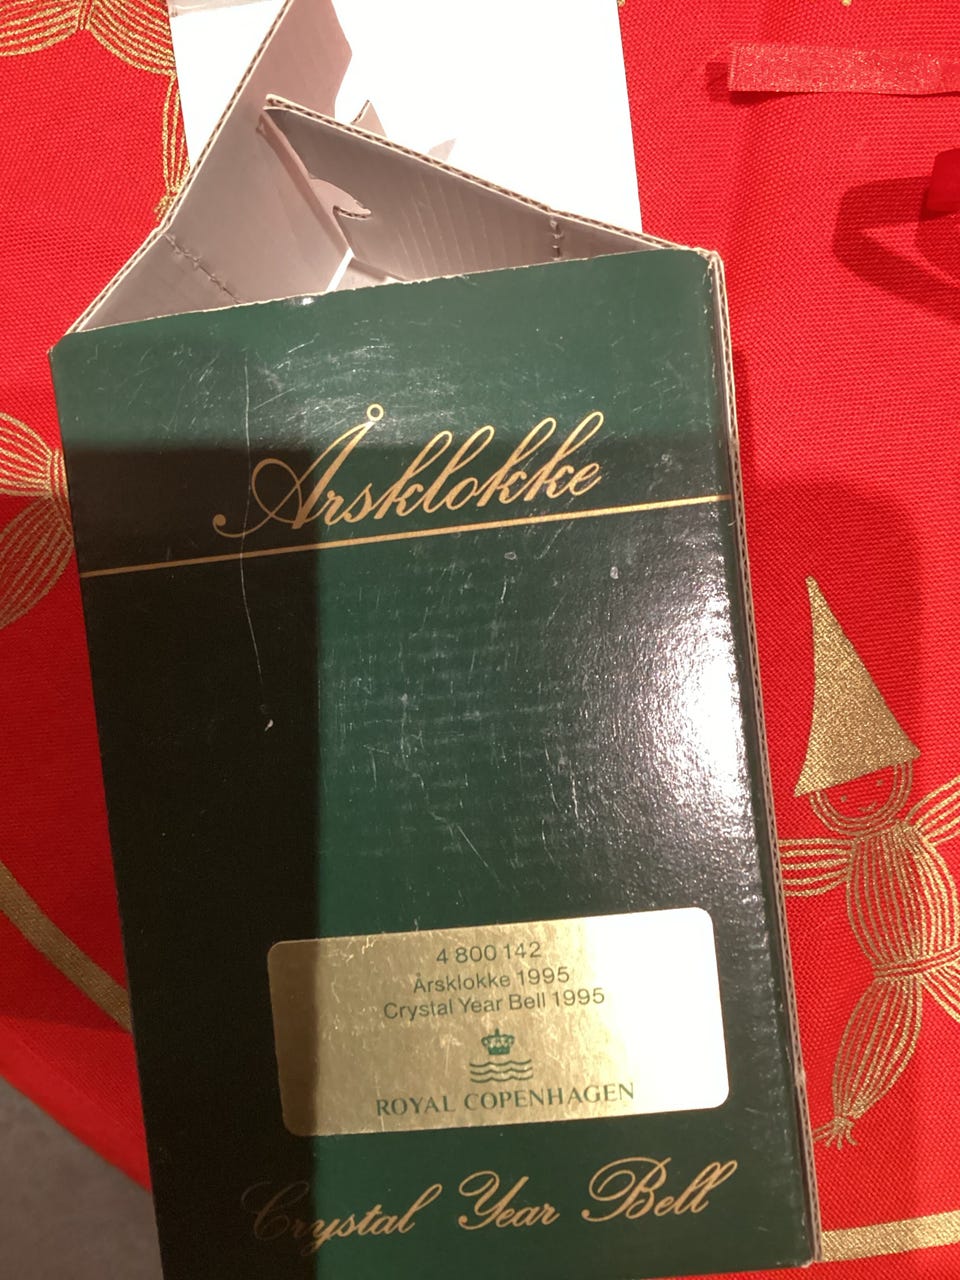 Årsklokke
4 800 142
Årsklokke 1995
Crystal Year Bell 1995
ROYAL COPENHAGEN
Crystal Year Bell